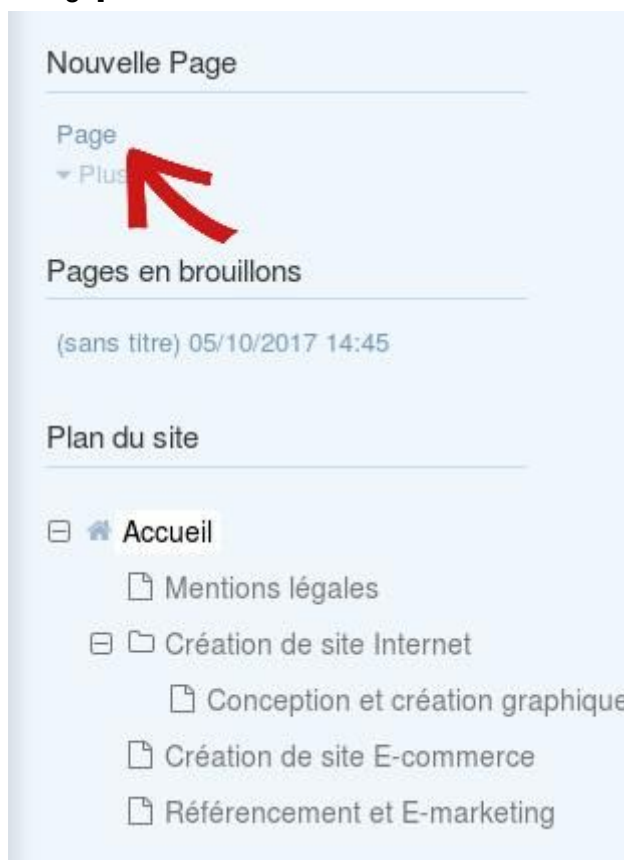 Nouvelle Page
Page
Plus
Pages en brouillons
(sans titre) 05/10/2017 14:45
Plan du site
Accueil
Mentions légales
Création de site Internet
Conception et création graphique
Création de site E-commerce
Référencement et E-marketing